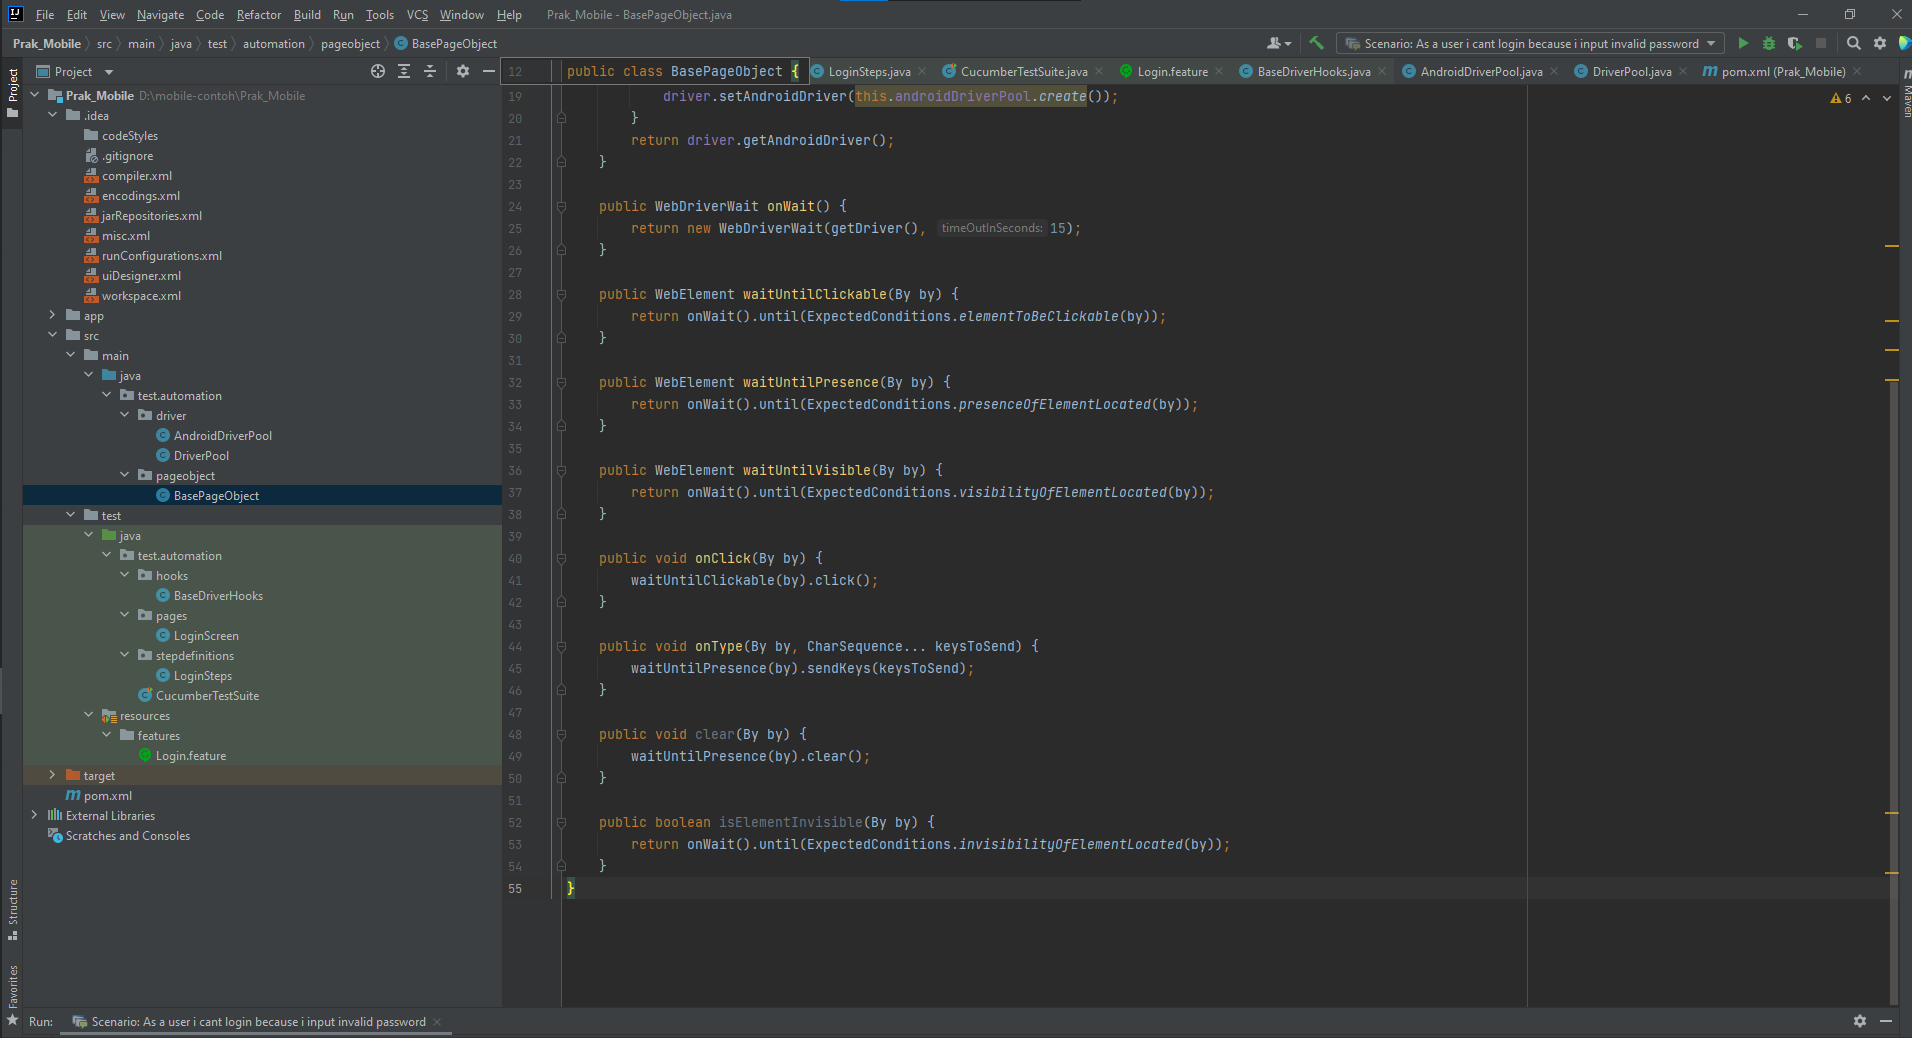 File Edit View Navigate Code Refactor Build Run Tools VCS Window Help Prak_Mobile - BasePageObject.java
Prak_Mobile src main java test automation pageobject BasePageObject Scenario: As a user i cant login because i input invalid password
Project
12 public class BasePageObject { LoginSteps.java CucumberTestSuite.java Login.feature BaseDriverHooks.java AndroidDriverPool.java DriverPool.java pom.xml (Prak_Mobile)
Project
Prak_Mobile D:\mobile-contoh\Prak_Mobile
.idea
codeStyles
.gitignore
compiler.xml
encodings.xml
jarRepositories.xml
misc.xml
runConfigurations.xml
uiDesigner.xml
workspace.xml
app
src
main
java
test.automation
driver
AndroidDriverPool
DriverPool
pageobject
BasePageObject
test
java
test.automation
hooks
BaseDriverHooks
pages
LoginScreen
stepdefinitions
LoginSteps
CucumberTestSuite
resources
features
Login.feature
target
pom.xml
External Libraries
Scratches and Consoles
19 driver.setAndroidDriver(this.androidDriverPool.create());
20 }
21 return driver.getAndroidDriver();
22 }
23
24 public WebDriverWait onWait() {
25 return new WebDriverWait(getDriver(), timeOutInSeconds: 15);
26 }
27
28 public WebElement waitUntilClickable(By by) {
29 return onWait().until(ExpectedConditions.elementToBeClickable(by));
30 }
31
32 public WebElement waitUntilPresence(By by) {
33 return onWait().until(ExpectedConditions.presenceOfElementLocated(by));
34 }
35
36 public WebElement waitUntilVisible(By by) {
37 return onWait().until(ExpectedConditions.visibilityOfElementLocated(by));
38 }
39
40 public void onClick(By by) {
41 waitUntilClickable(by).click();
42 }
43
44 public void onType(By by, CharSequence... keysToSend) {
45 waitUntilPresence(by).sendKeys(keysToSend);
46 }
47
48 public void clear(By by) {
49 waitUntilPresence(by).clear();
50 }
51
52 public boolean isElementInvisible(By by) {
53 return onWait().until(ExpectedConditions.invisibilityOfElementLocated(by));
54 }
55 }
6
Maven
Structure
Favorites
Run: Scenario: As a user i cant login because i input invalid password